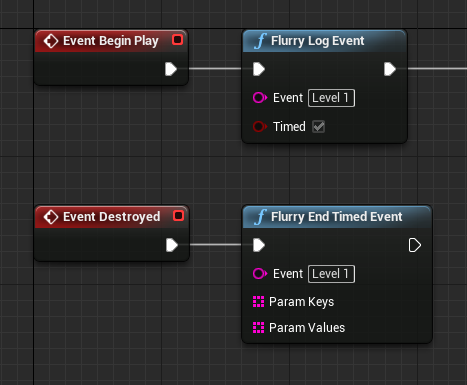 Event Begin Play
Flurry Log Event
Event Level 1
Timed
Event Destroyed
Flurry End Timed Event
Event Level 1
Param Keys
Param Values